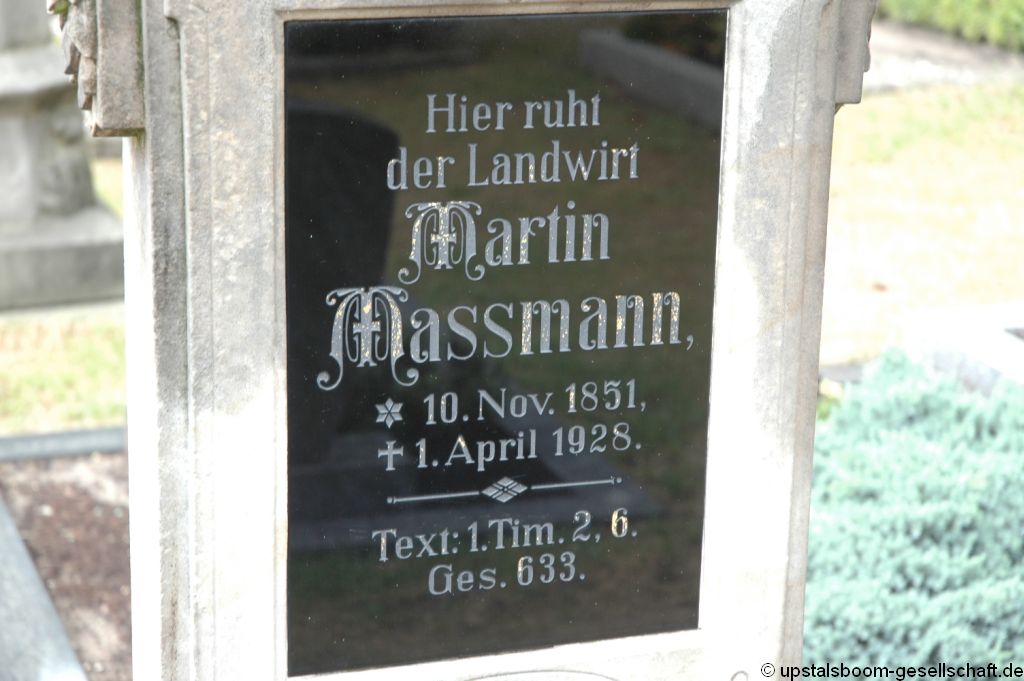 Hier ruht
der Landwirt
Martin
Massmann,
✶ 10. Nov. 1851,
✝ 1. April 1928.
Text: 1. Tim. 2, 6.
Ges. 633.
© upstalsboom-gesellschaft.de